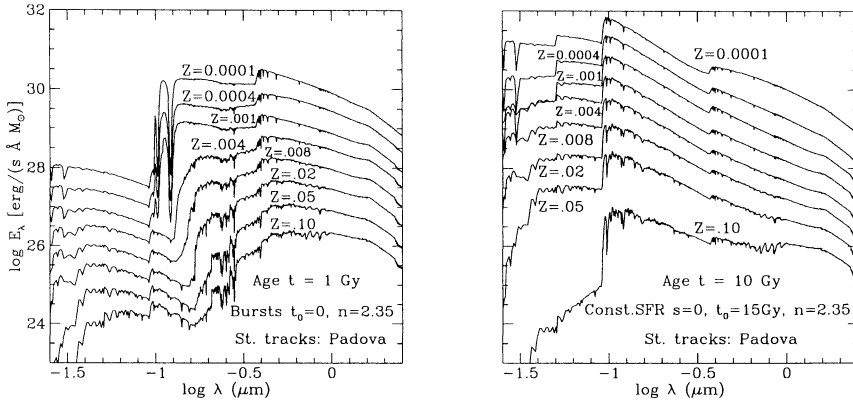 32
30
28
26
24
log E_λ [erg/(s Å M_⊙)]
Z=0.0001
Z=0.0004
Z=.001
Z=.004
Z=.008
Z=.02
Z=.05
Z=.10
Age t = 1 Gy
Bursts t₀=0, n=2.35
St. tracks: Padova
−1.5 −1 −0.5 0
log λ (μm)
Z=0.0001
Z=0.0004
Z=.001
Z=.004
Z=.008
Z=.02
Z=.05
Z=.10
Age t = 10 Gy
Const.SFR s=0, t₀=15Gy, n=2.35
St. tracks: Padova
−1.5 −1 −0.5 0
log λ (μm)